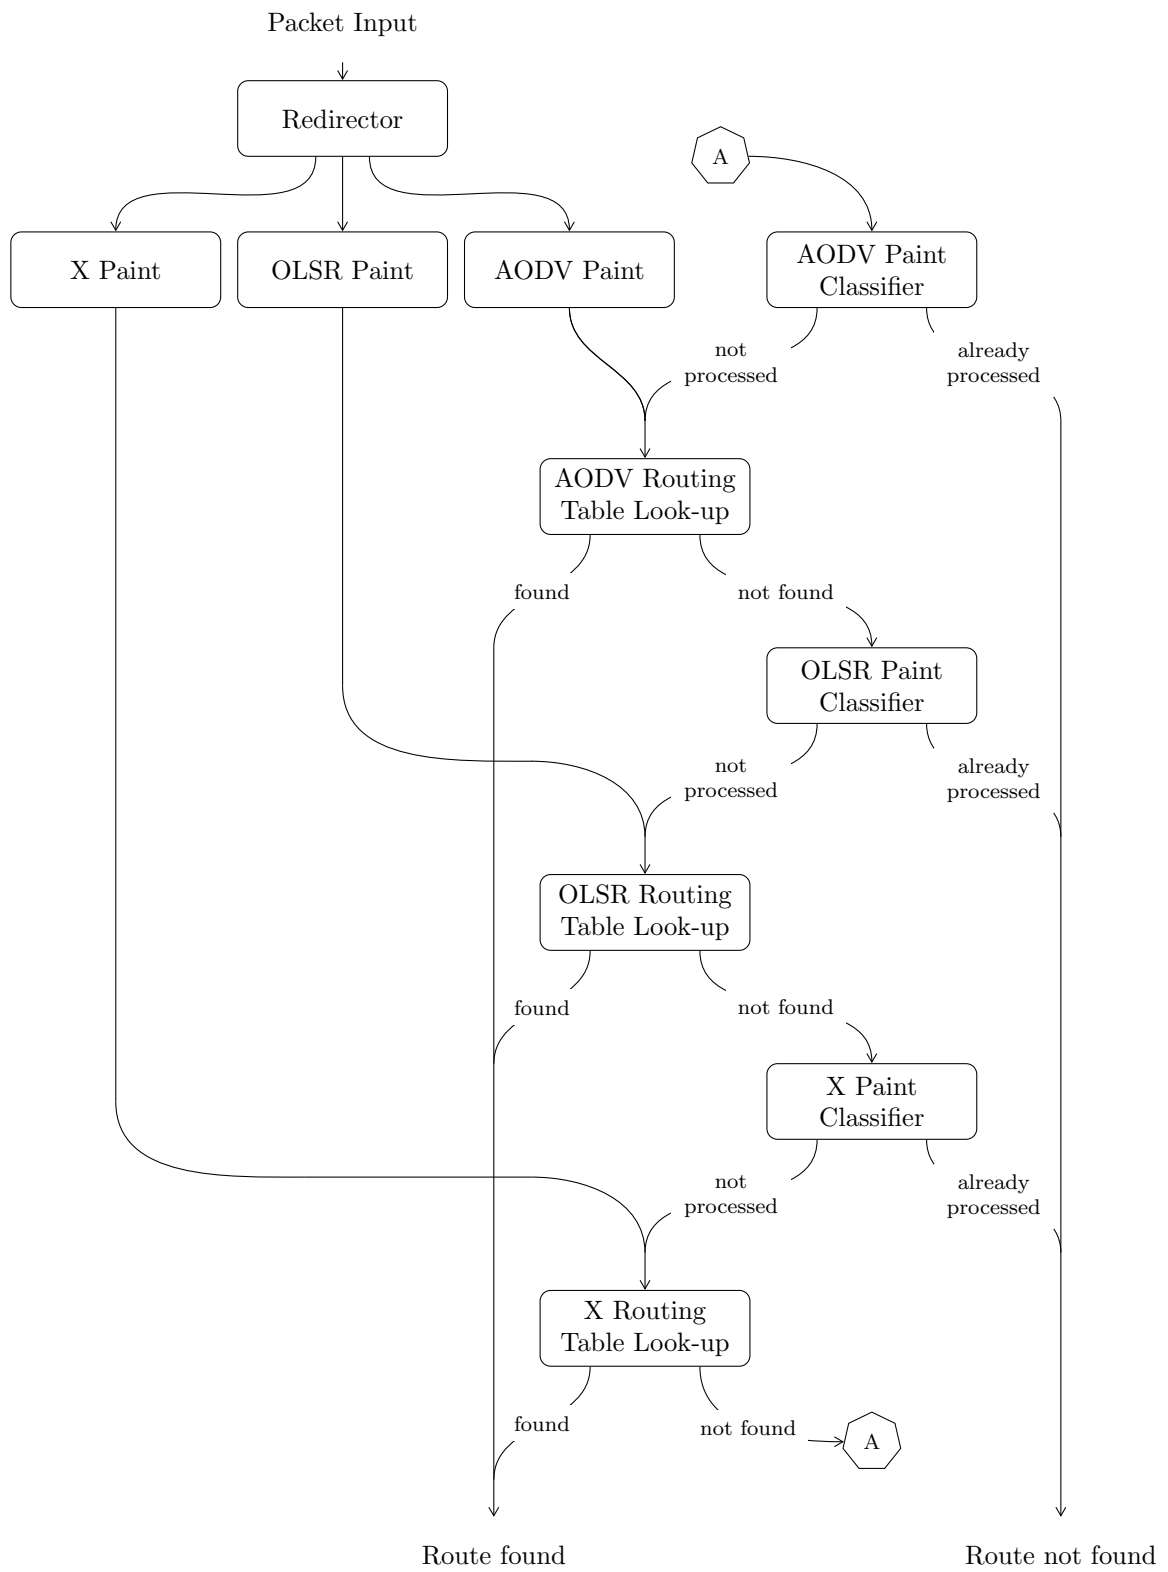 Packet Input
Redirector
A
X Paint
OLSR Paint
AODV Paint
AODV Paint
Classifier
not
processed
already
processed
AODV Routing
Table Look-up
found
not found
OLSR Paint
Classifier
not
processed
already
processed
OLSR Routing
Table Look-up
found
not found
X Paint
Classifier
not
processed
already
processed
X Routing
Table Look-up
found
not found
A
Route found
Route not found